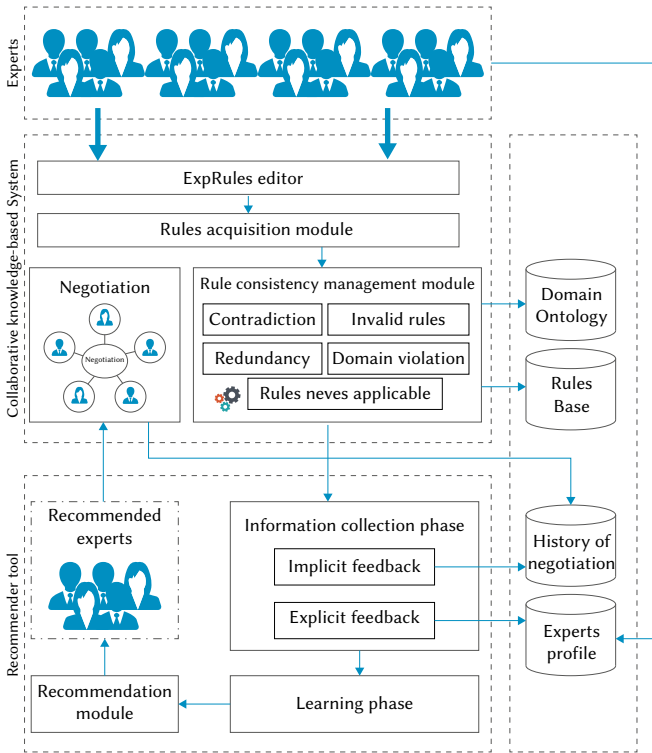 Experts
Collaborative knowledge-based System
ExpRules editor
Rules acquisition module
Negotiation
Negotiation
Rule consistency management module
Contradiction
Invalid rules
Redundancy
Domain violation
Rules neves applicable
Domain
Ontology
Rules
Base
Recommender tool
Recommended
experts
Information collection phase
Implicit feedback
Explicit feedback
History of
negotiation
Experts
profile
Recommendation
module
Learning phase